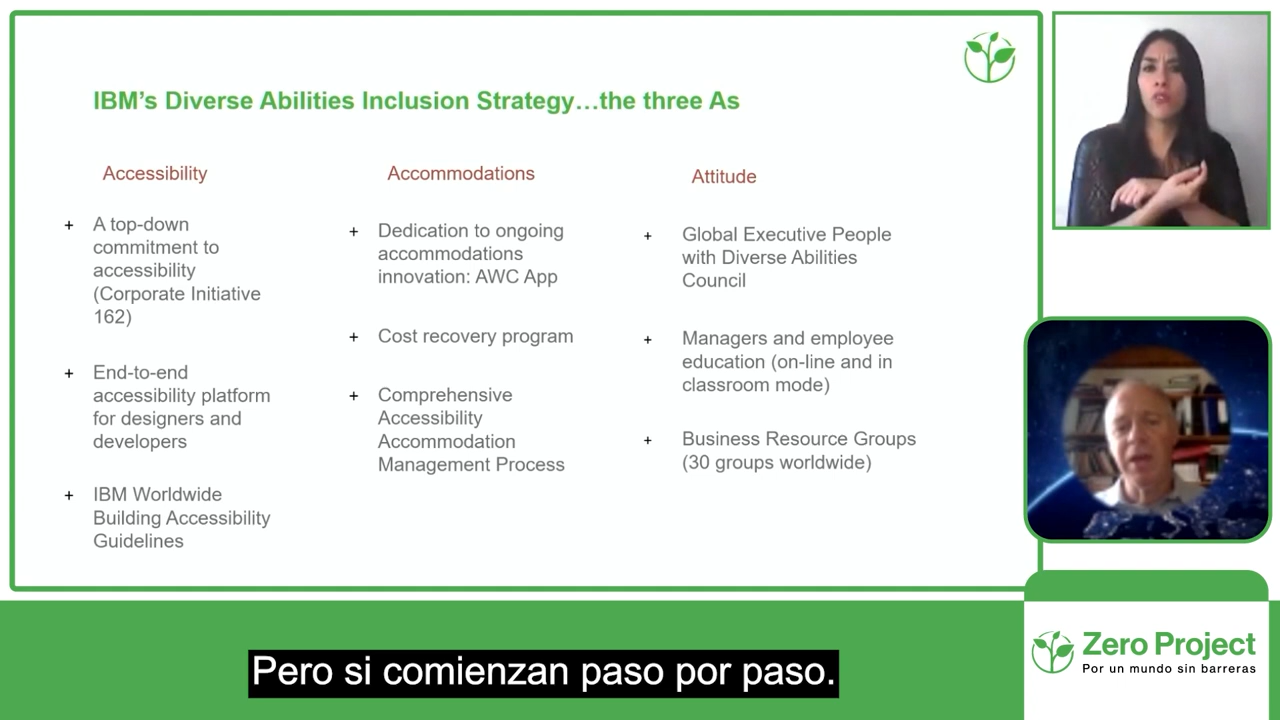 IBM’s Diverse Abilities Inclusion Strategy…the three As
Accessibility
+ A top-down
commitment to
accessibility
(Corporate Initiative
162)
+ End-to-end
accessibility platform
for designers and
developers
+ IBM Worldwide
Building Accessibility
Guidelines
Accommodations
+ Dedication to ongoing
accommodations
innovation: AWC App
+ Cost recovery program
+ Comprehensive
Accessibility
Accommodation
Management Process
Attitude
+ Global Executive People
with Diverse Abilities
Council
+ Managers and employee
education (on-line and in
classroom mode)
+ Business Resource Groups
(30 groups worldwide)
Pero si comienzan paso por paso.
Zero Project
Por un mundo sin barreras